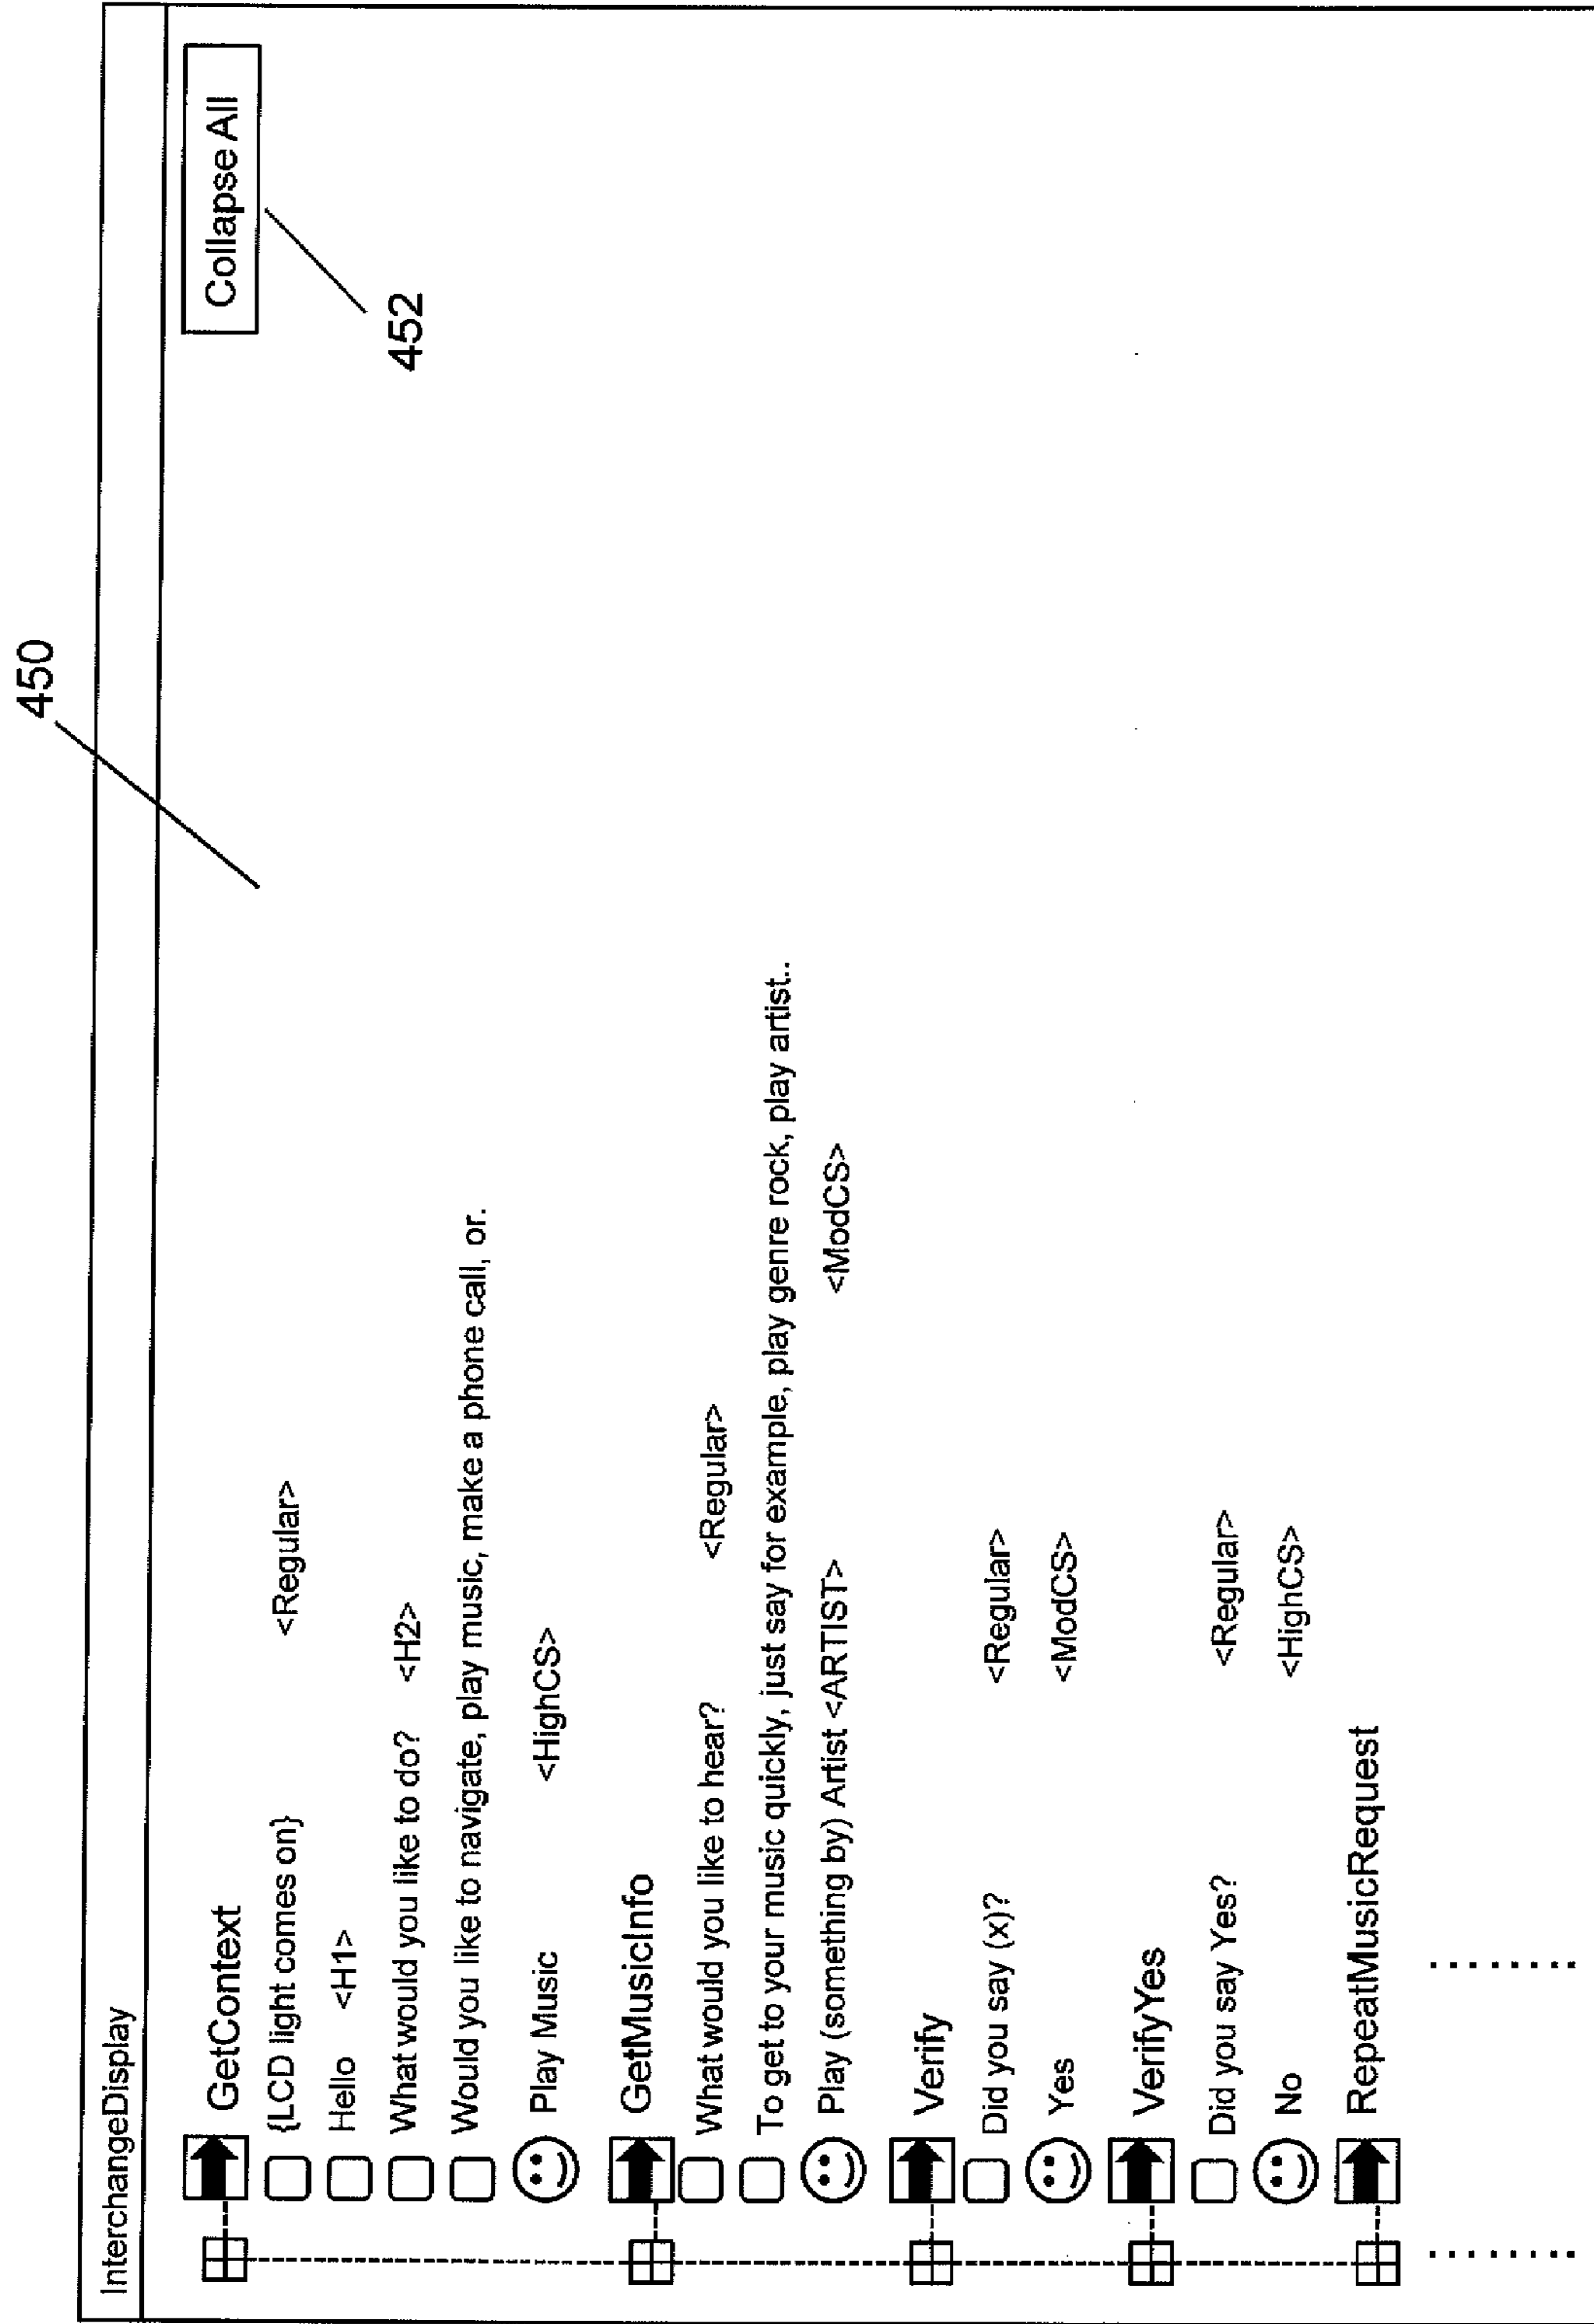 450
InterchangeDisplay
Collapse All
452
GetContext
{LCD light comes on} <Regular>
Hello <H1>
What would you like to do? <H2>
Would you like to navigate, play music, make a phone call, or.
Play Music <HighCS>
GetMusicInfo
What would you like to hear? <Regular>
To get to your music quickly, just say for example, play genre rock, play artist..
Play (something by) Artist <ARTIST> <ModCS>
Verify
Did you say (x)? <Regular>
Yes <ModCS>
VerifyYes
Did you say Yes? <Regular>
No <HighCS>
RepeatMusicRequest